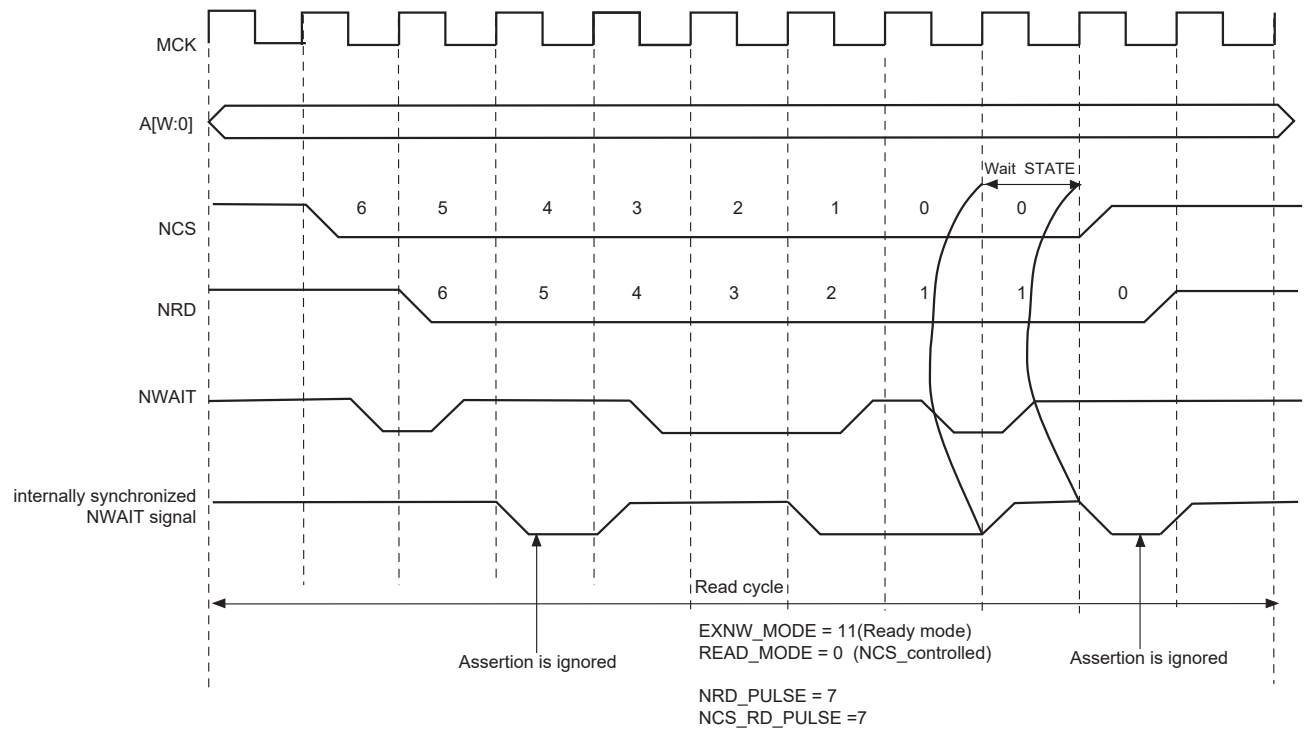 MCK
A[W:0]
Wait STATE
6 5 4 3 2 1 0 0
NCS
6 5 4 3 2 1 1 0
NRD
NWAIT
internally synchronized
NWAIT signal
Read cycle
EXNW_MODE = 11(Ready mode)
READ_MODE = 0 (NCS_controlled)
Assertion is ignored
Assertion is ignored
NRD_PULSE = 7
NCS_RD_PULSE =7